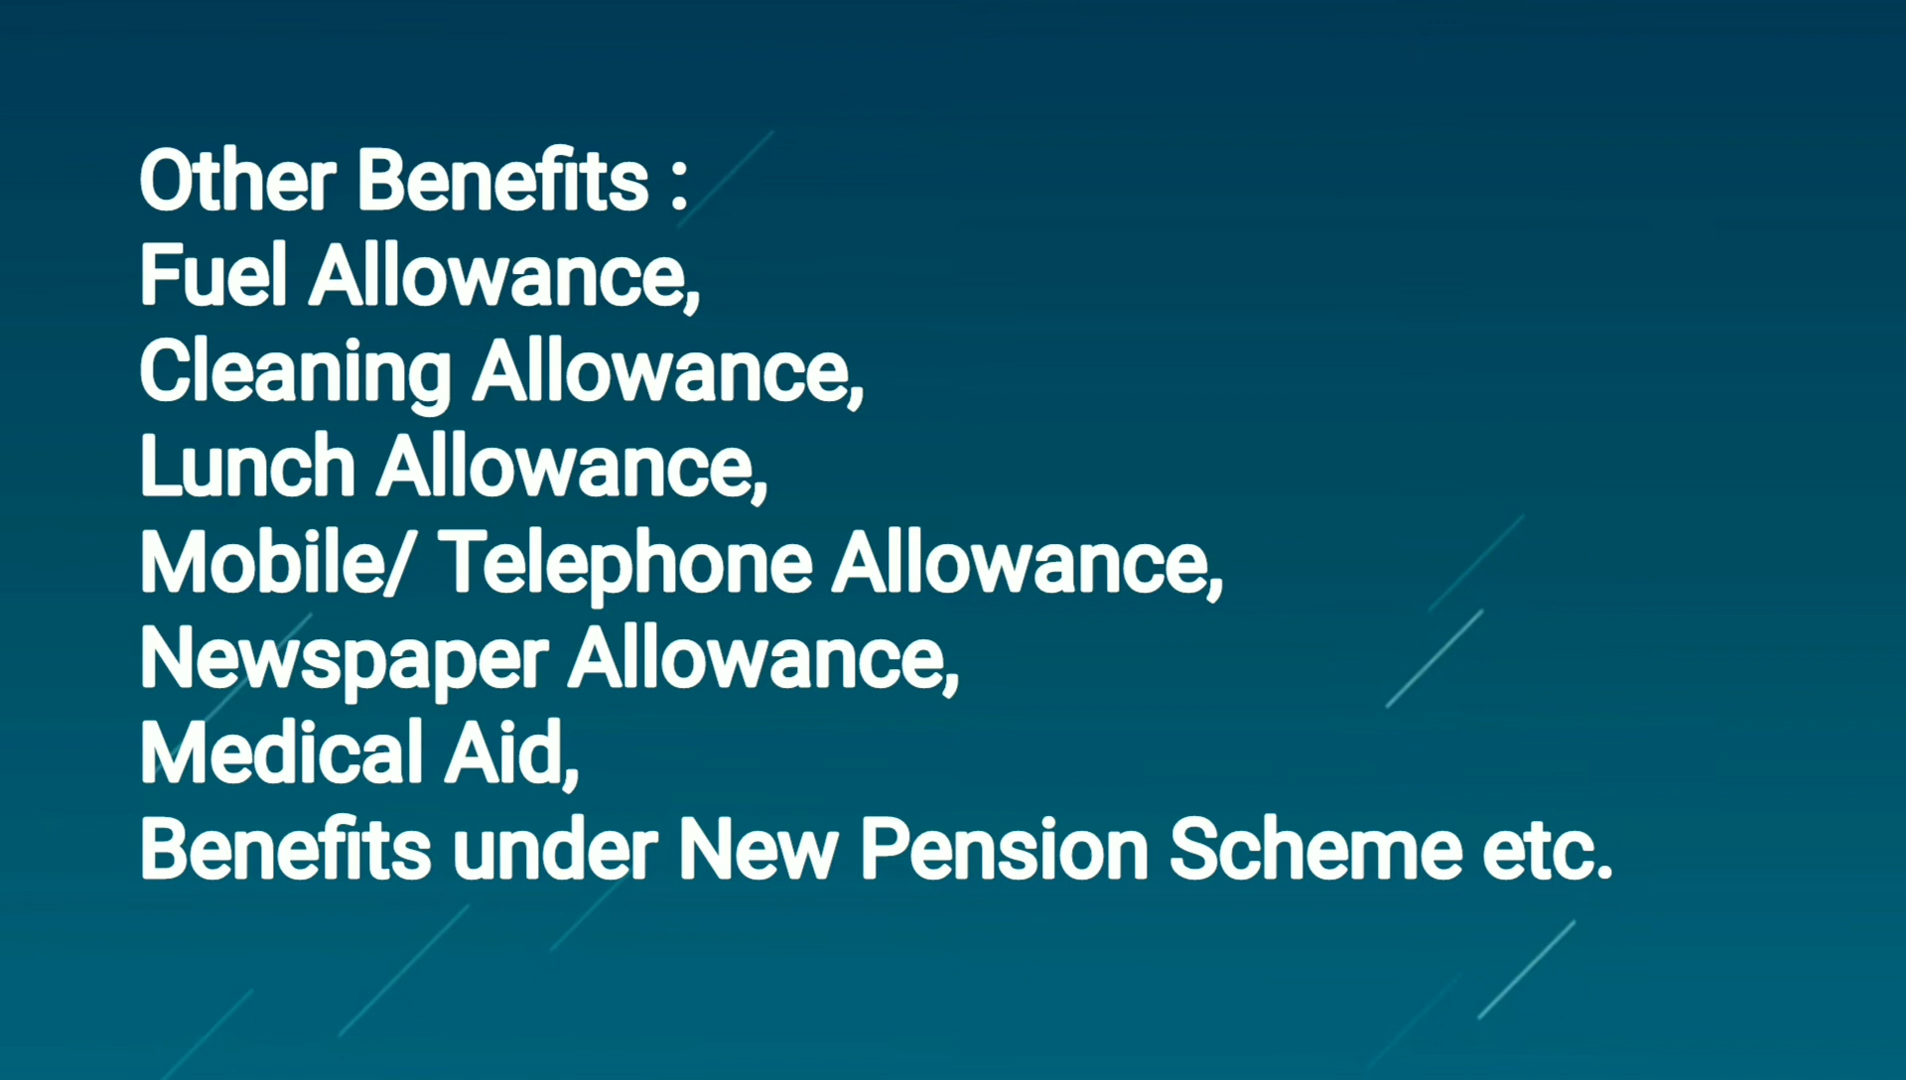 Other Benefits :
Fuel Allowance,
Cleaning Allowance,
Lunch Allowance,
Mobile/ Telephone Allowance,
Newspaper Allowance,
Medical Aid,
Benefits under New Pension Scheme etc.